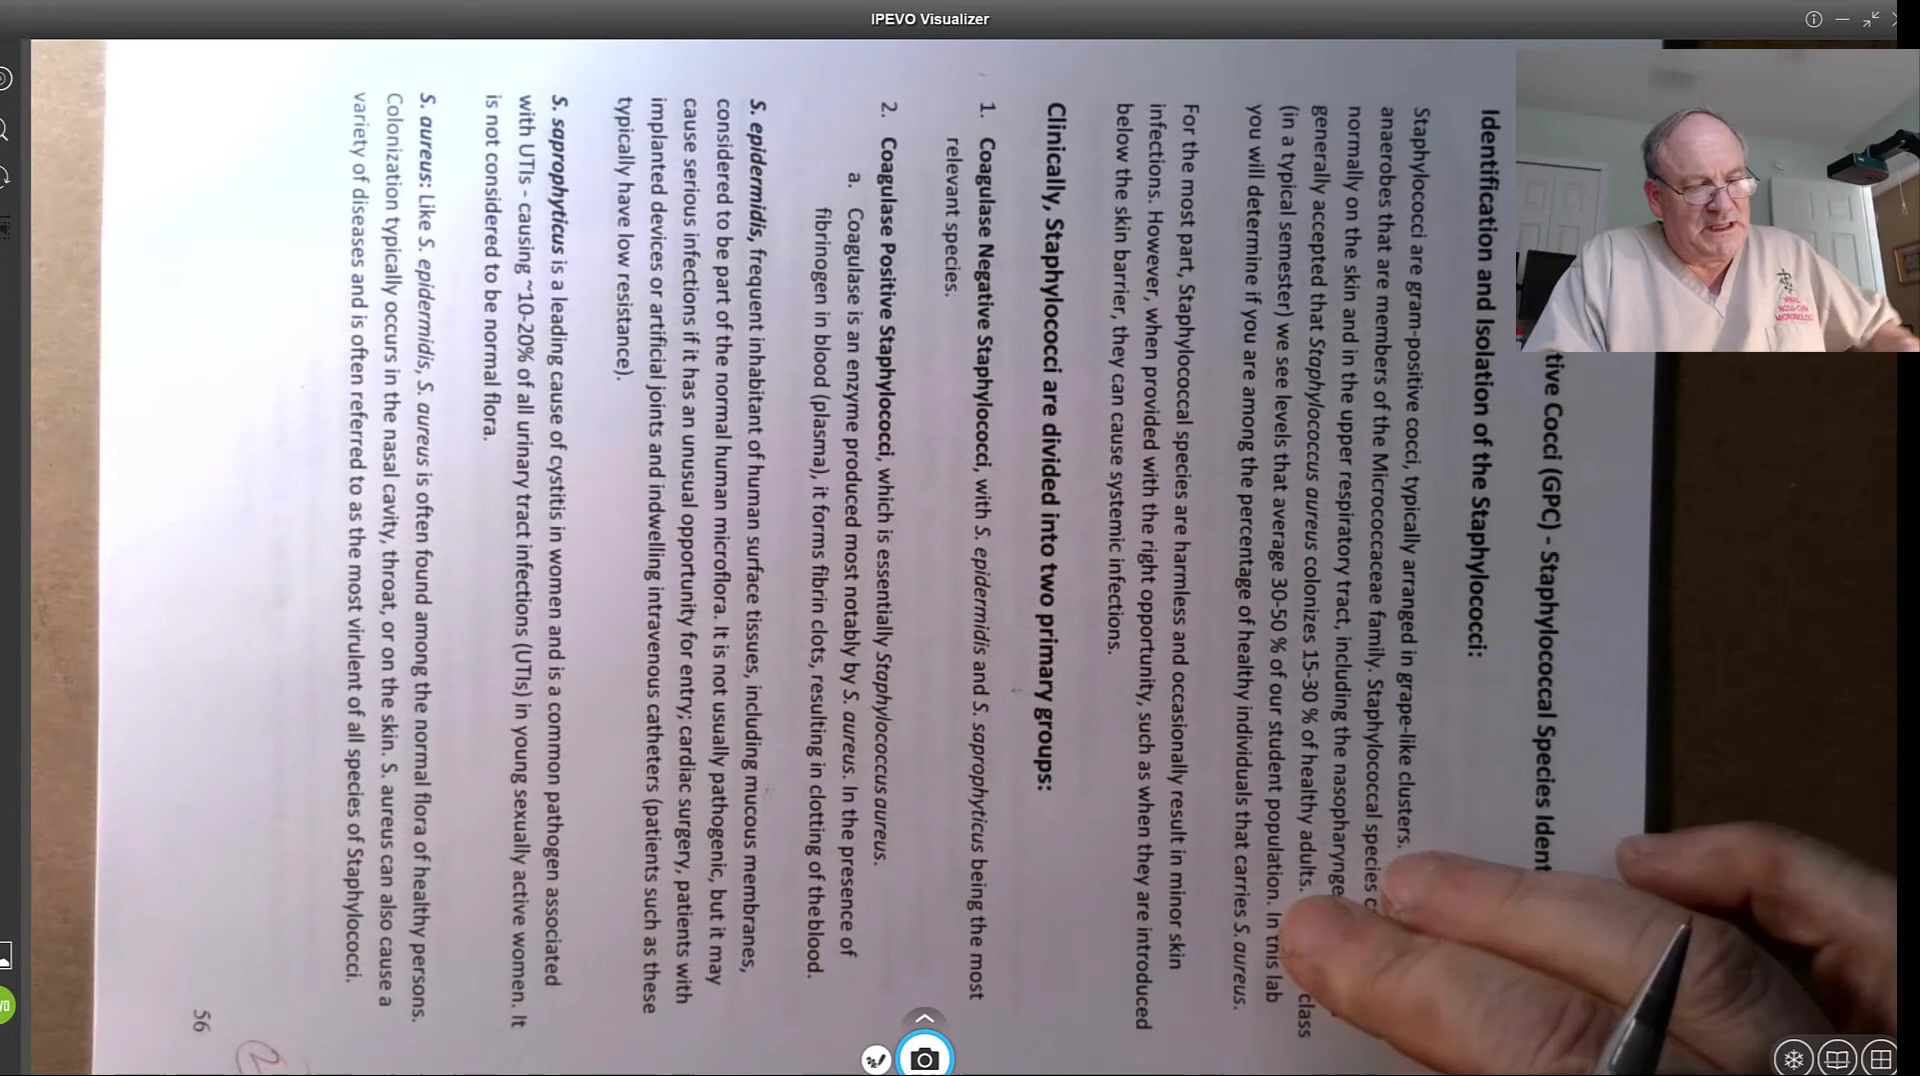 IPEVO Visualizer
tive Cocci (GPC) - Staphylococcal Species Ident
Identification and Isolation of the Staphylococci:
Staphylococci are gram-positive cocci, typically arranged in grape-like clusters.
anaerobes that are members of the Micrococcaceae family. Staphylococcal species
normally on the skin and in the upper respiratory tract, including the nasopharynge
generally accepted that Staphylococcus aureus colonizes 15-30 % of healthy adults. class
(in a typical semester) we see levels that average 30-50 % of our student population. In this lab
you will determine if you are among the percentage of healthy individuals that carries S. aureus.
For the most part, Staphylococcal species are harmless and occasionally result in minor skin
infections. However, when provided with the right opportunity, such as when they are introduced
below the skin barrier, they can cause systemic infections.
Clinically, Staphylococci are divided into two primary groups:
1. Coagulase Negative Staphylococci, with S. epidermidis and S. saprophyticus being the most
relevant species.
2. Coagulase Positive Staphylococci, which is essentially Staphylococcus aureus.
a. Coagulase is an enzyme produced most notably by S. aureus. In the presence of
fibrinogen in blood (plasma), it forms fibrin clots, resulting in clotting of theblood.
S. epidermidis, frequent inhabitant of human surface tissues, including mucous membranes,
considered to be part of the normal human microflora. It is not usually pathogenic, but it may
cause serious infections if it has an unusual opportunity for entry; cardiac surgery, patients with
implanted devices or artificial joints and indwelling intravenous catheters (patients such as these
typically have low resistance).
S. saprophyticus is a leading cause of cystitis in women and is a common pathogen associated
with UTIs - causing ~10-20% of all urinary tract infections (UTIs) in young sexually active women. It
is not considered to be normal flora.
S. aureus: Like S. epidermidis, S. aureus is often found among the normal flora of healthy persons.
Colonization typically occurs in the nasal cavity, throat, or on the skin. S. aureus can also cause a
variety of diseases and is often referred to as the most virulent of all species of Staphylococci.
56
2